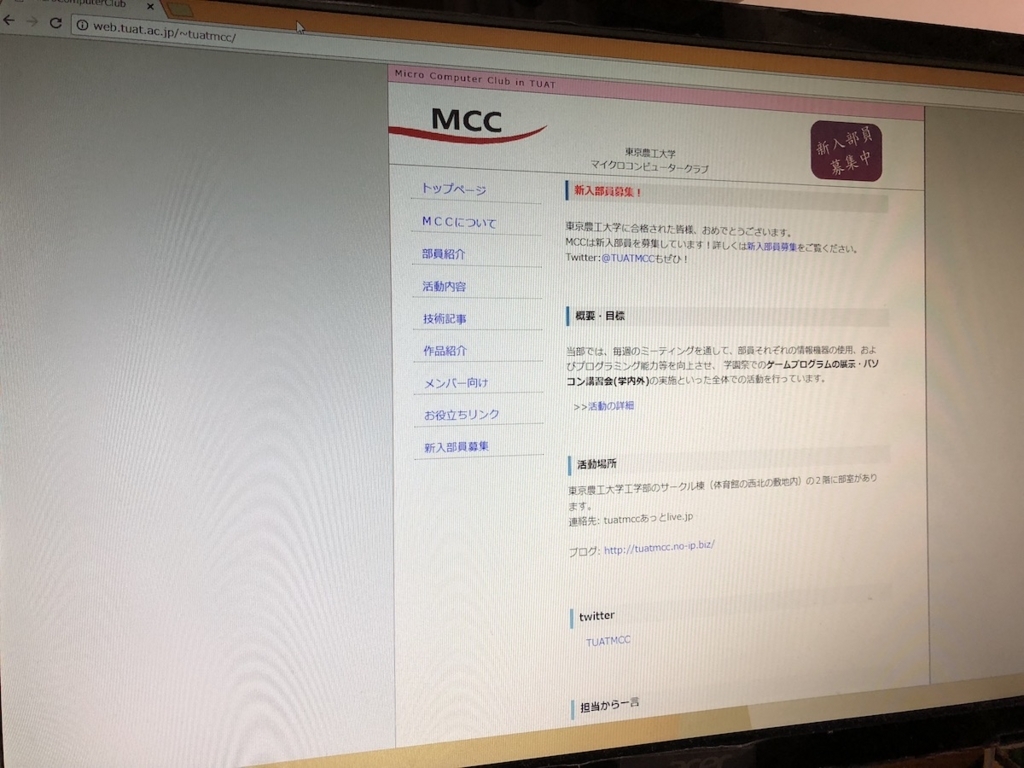 web.tuat.ac.jp/~tuatmcc/
Micro Computer Club in TUAT
MCC
東京農工大学
マイクロコンピュータークラブ
新入部員
募集中
トップページ
MCCについて
部員紹介
活動内容
技術記事
作品紹介
メンバー向け
お役立ちリンク
新入部員募集
新入部員募集！
東京農工大学に合格された皆様、おめでとうございます。
MCCは新入部員を募集しています！詳しくは新入部員募集をご覧ください。
Twitter:@TUATMCCもぜひ！
概要・目標
当部では、毎週のミーティングを通して、部員それぞれの情報機器の使用、およ
びプログラミング能力等を向上させ、 学園祭でのゲームプログラムの展示・パソ
コン講習会(学内外)の実施といった全体での活動を行っています。
>>活動の詳細
活動場所
東京農工大学工学部のサークル棟（体育館の西北の敷地内）の２階に部室があり
ます。
連絡先: tuatmccあっとlive.jp
ブログ: http://tuatmcc.no-ip.biz/
twitter
TUATMCC
担当から一言
acer